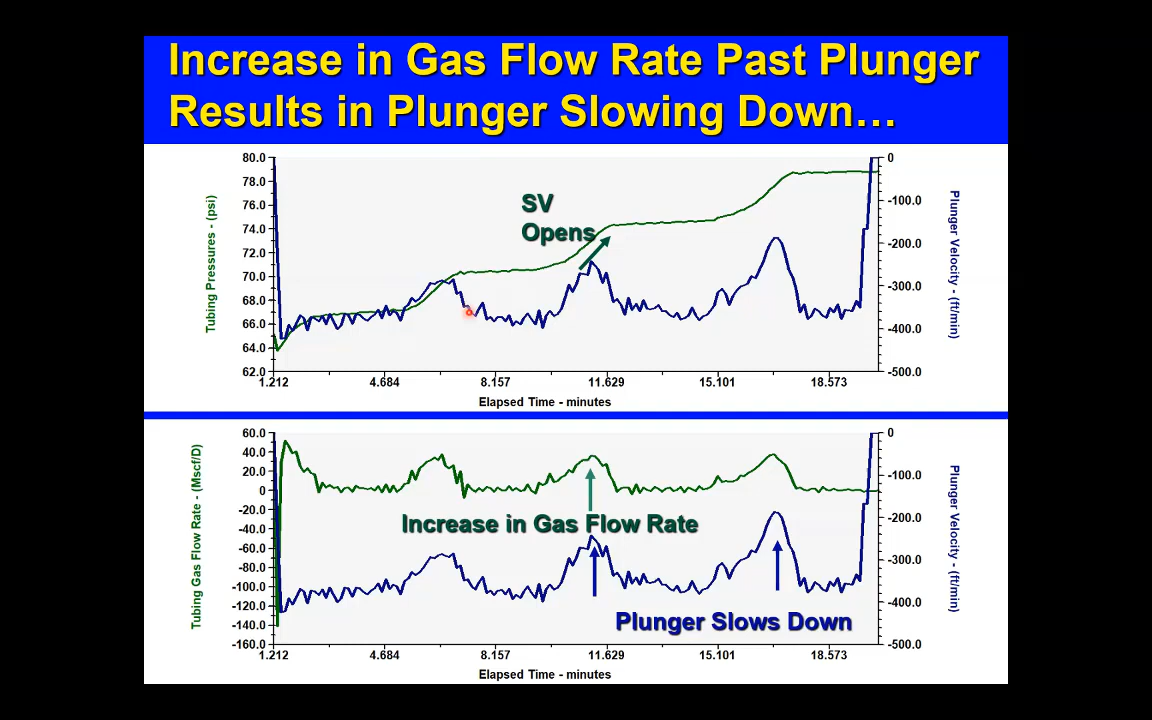 Increase in Gas Flow Rate Past Plunger
Results in Plunger Slowing Down…
80.0
78.0
76.0
74.0
72.0
70.0
68.0
66.0
64.0
62.0
Tubing Pressures - (psi)
SV
Opens
0
-100.0
-200.0
-300.0
-400.0
-500.0
Plunger Velocity - (ft/min)
1.212 4.684 8.157 11.629 15.101 18.573
Elapsed Time - minutes
60.0
40.0
20.0
0
-20.0
-40.0
-60.0
-80.0
-100.0
-120.0
-140.0
-160.0
Tubing Gas Flow Rate - (Mscf/D)
Increase in Gas Flow Rate
Plunger Slows Down
0
-100.0
-200.0
-300.0
-400.0
-500.0
Plunger Velocity - (ft/min)
1.212 4.684 8.157 11.629 15.101 18.573
Elapsed Time - minutes